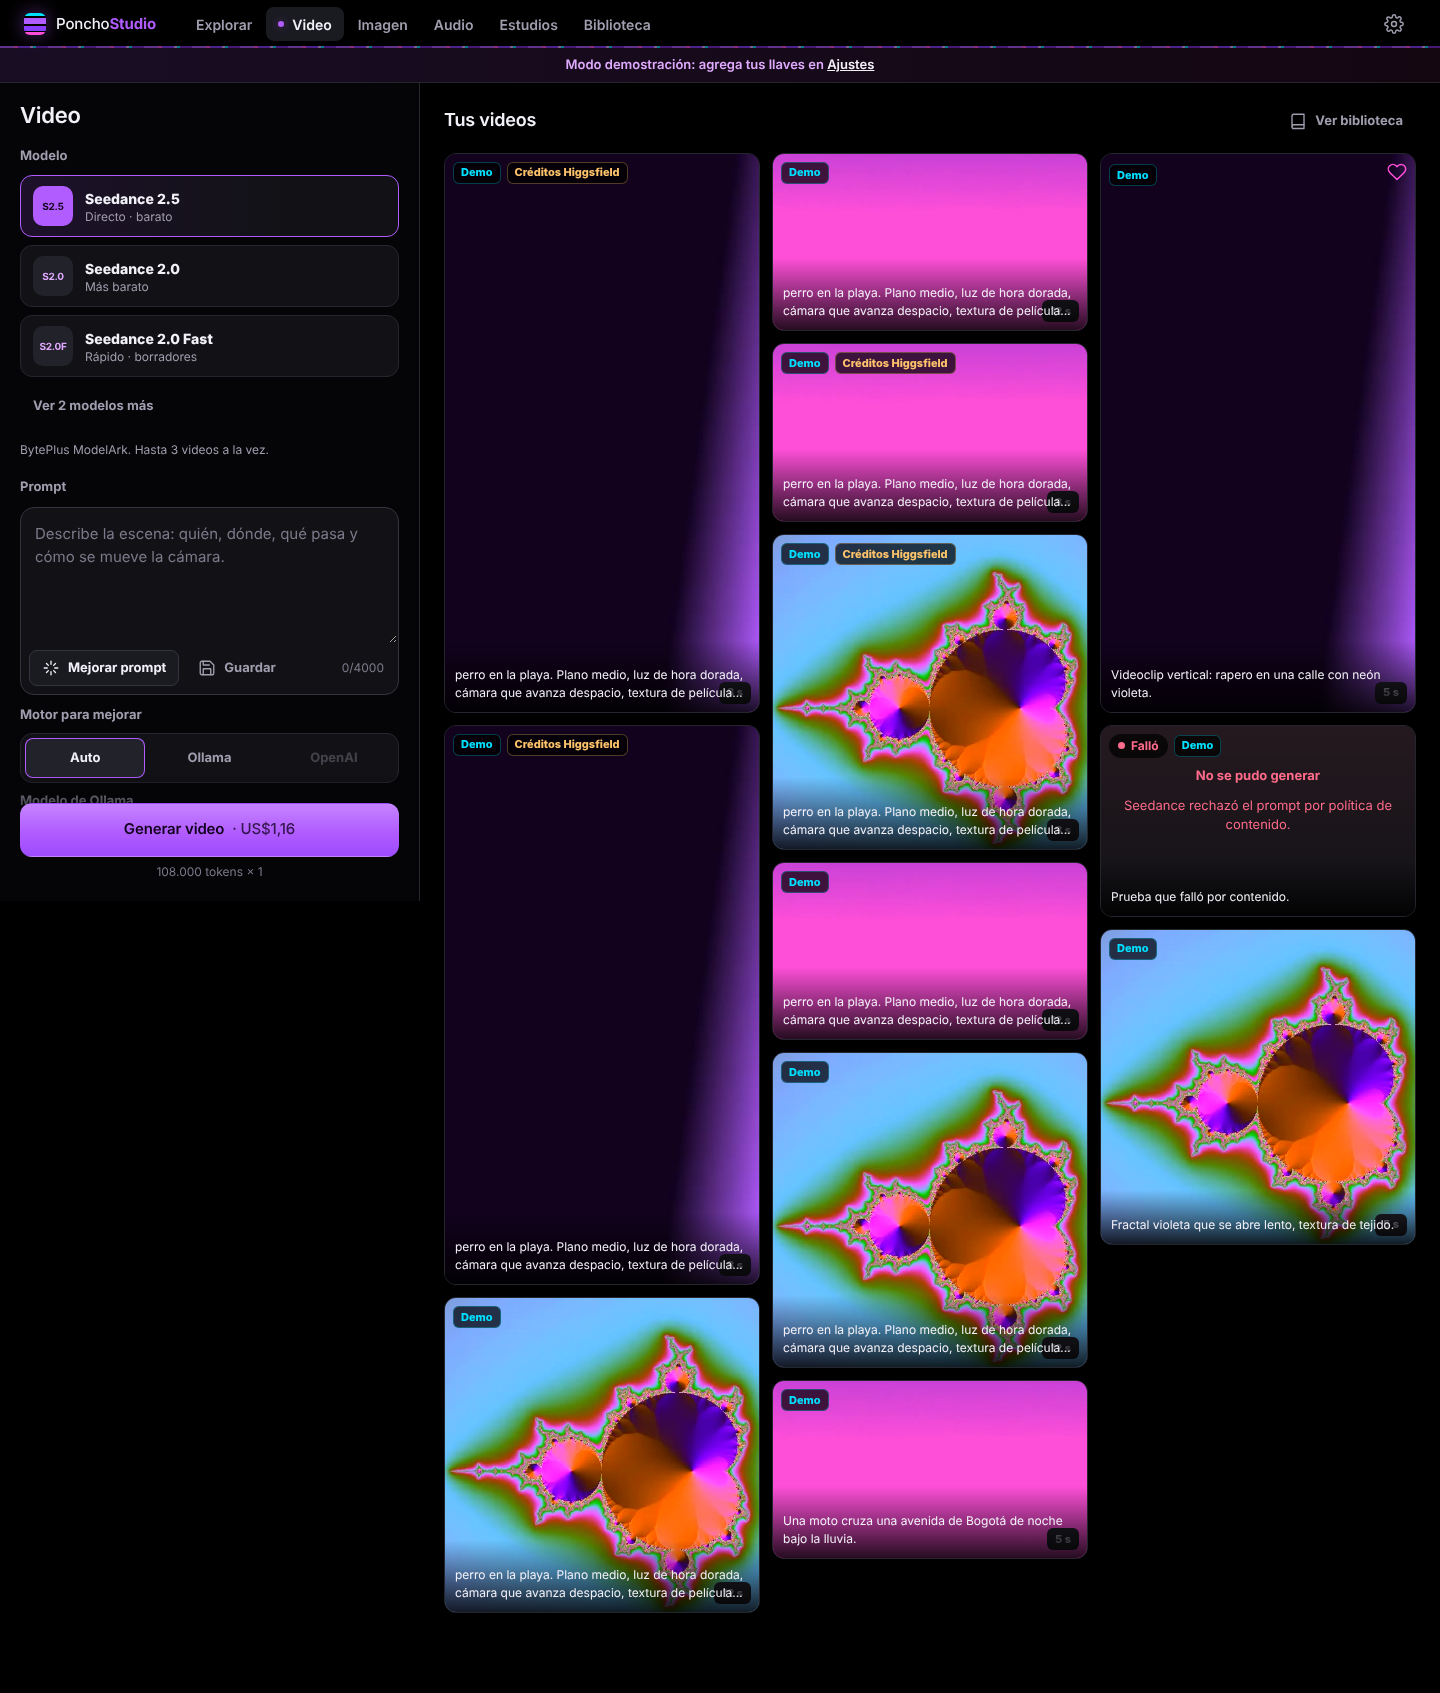 PonchoStudio
Explorar
Video
Imagen
Audio
Estudios
Biblioteca
Modo demostración: agrega tus llaves en Ajustes
Video
Modelo
S2.5
Seedance 2.5
Directo · barato
S2.0
Seedance 2.0
Más barato
S2.0F
Seedance 2.0 Fast
Rápido · borradores
Ver 2 modelos más
BytePlus ModelArk. Hasta 3 videos a la vez.
Prompt
Describe la escena: quién, dónde, qué pasa y
cómo se mueve la cámara.
Mejorar prompt
Guardar
0/4000
Motor para mejorar
Auto
Ollama
OpenAI
Modelo de Ollama
Generar video · US$1,16
108.000 tokens × 1
Tus videos
Ver biblioteca
Demo
Créditos Higgsfield
perro en la playa. Plano medio, luz de hora dorada,
cámara que avanza despacio, textura de película...
Demo
Créditos Higgsfield
perro en la playa. Plano medio, luz de hora dorada,
cámara que avanza despacio, textura de película...
Demo
perro en la playa. Plano medio, luz de hora dorada,
cámara que avanza despacio, textura de película...
Demo
perro en la playa. Plano medio, luz de hora dorada,
cámara que avanza despacio, textura de película...
Demo
Créditos Higgsfield
perro en la playa. Plano medio, luz de hora dorada,
cámara que avanza despacio, textura de película...
Demo
Créditos Higgsfield
perro en la playa. Plano medio, luz de hora dorada,
cámara que avanza despacio, textura de película...
Demo
perro en la playa. Plano medio, luz de hora dorada,
cámara que avanza despacio, textura de película...
Demo
perro en la playa. Plano medio, luz de hora dorada,
cámara que avanza despacio, textura de película...
Demo
Una moto cruza una avenida de Bogotá de noche
bajo la lluvia.
5 s
Demo
Videoclip vertical: rapero en una calle con neón
violeta.
5 s
Falló
Demo
No se pudo generar
Seedance rechazó el prompt por política de
contenido.
Prueba que falló por contenido.
Demo
Fractal violeta que se abre lento, textura de tejido.